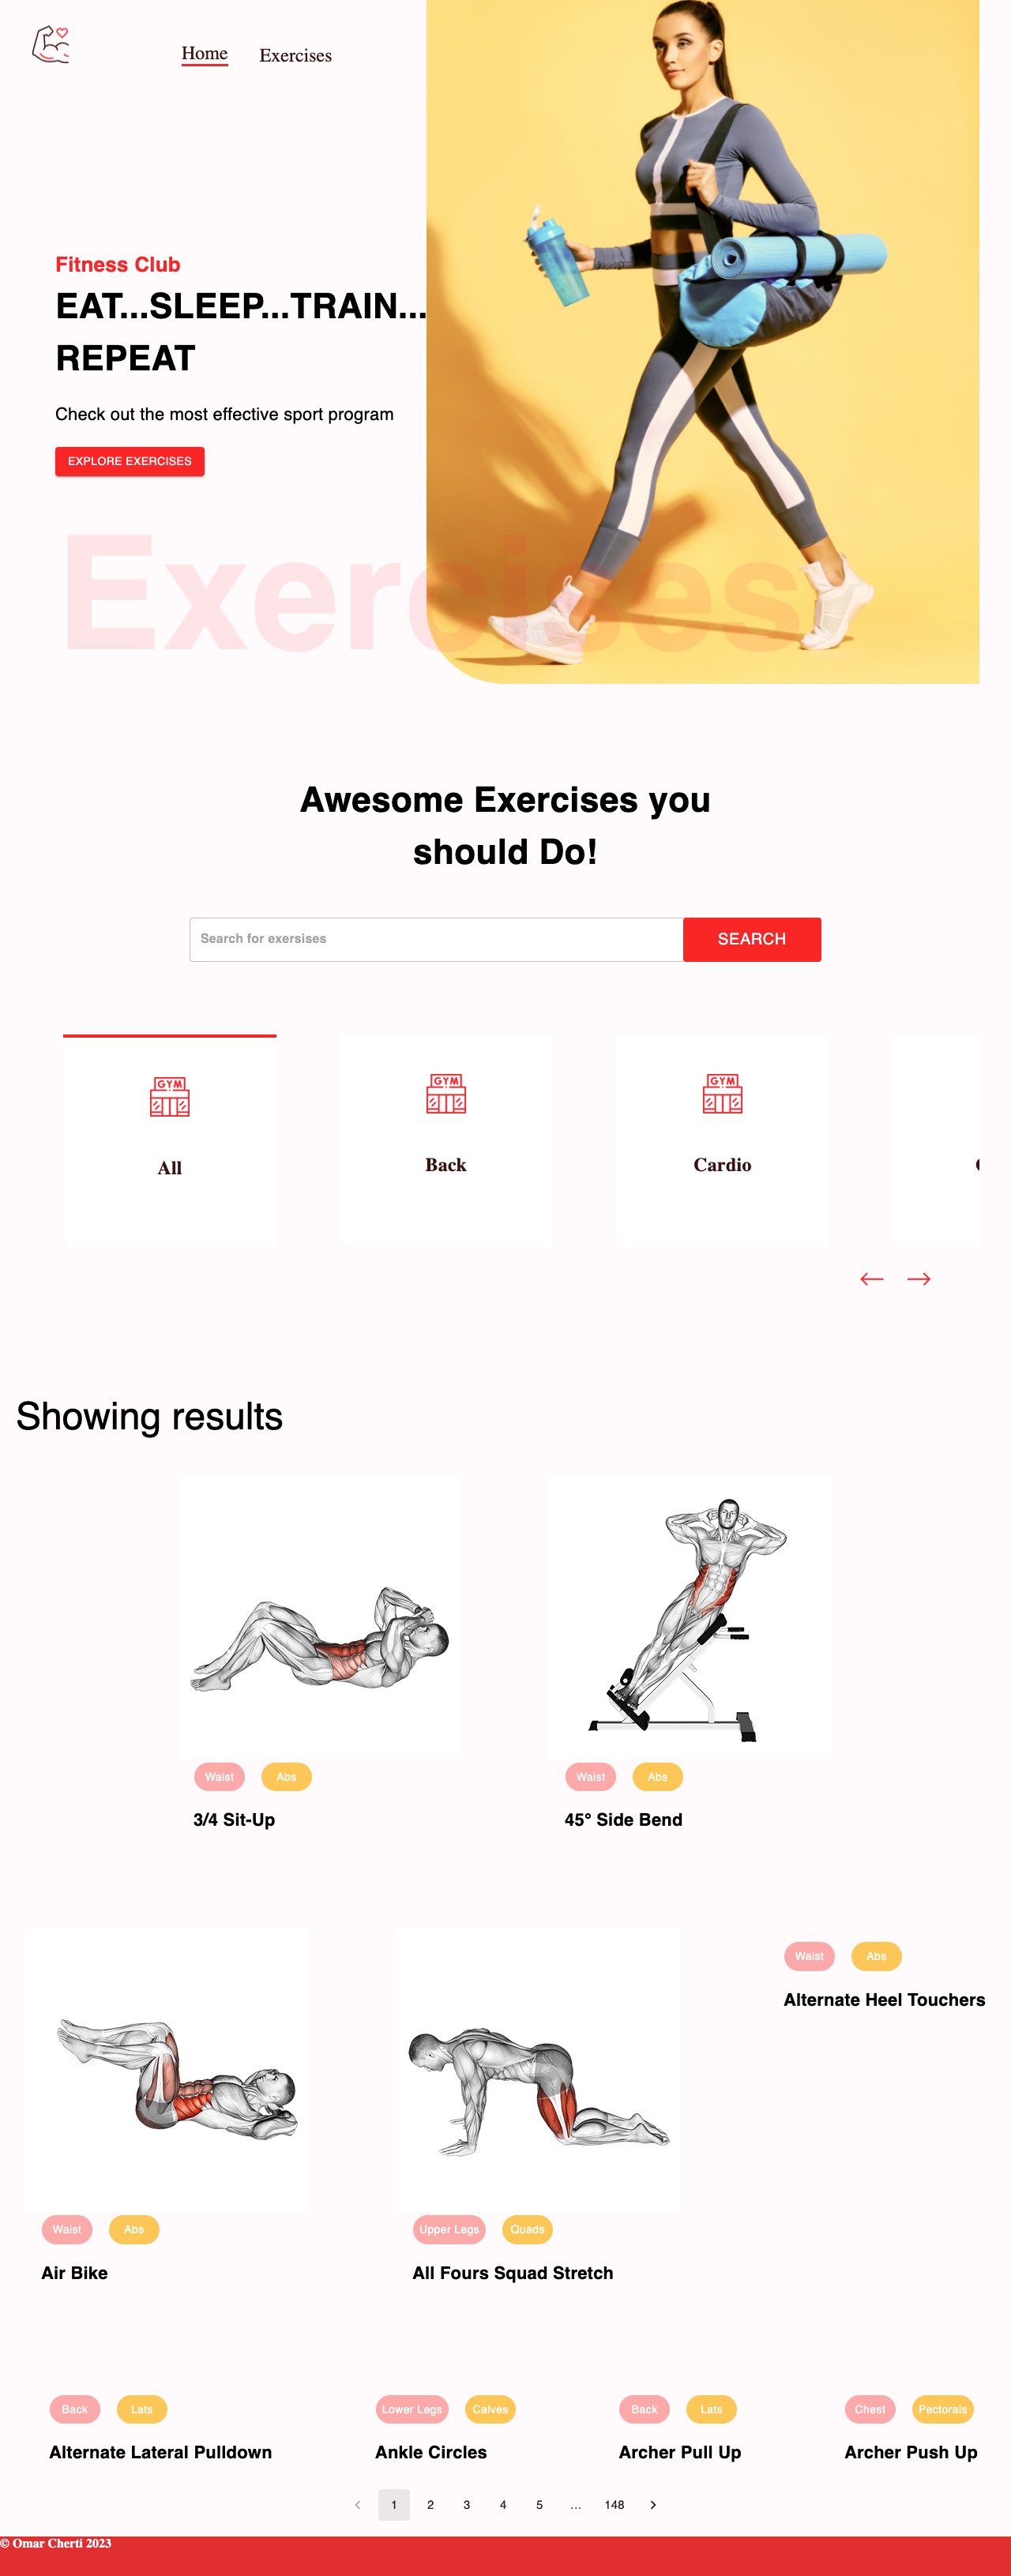 Home
Exercises
Fitness Club
EAT...SLEEP...TRAIN...
REPEAT
Check out the most effective sport program
EXPLORE EXERCISES
Exercises
Awesome Exercises you
should Do!
Search for exersises
SEARCH
GYM
GYM
GYM
All
Back
Cardio
Showing results
Waist
Abs
Waist
Abs
3/4 Sit-Up
45° Side Bend
Waist
Abs
Alternate Heel Touchers
Waist
Abs
Upper Legs
Quads
Air Bike
All Fours Squad Stretch
Back
Lats
Lower Legs
Calves
Back
Lats
Chest
Pectorals
Alternate Lateral Pulldown
Ankle Circles
Archer Pull Up
Archer Push Up
1 2 3 4 5 ... 148
© Omar Cherti 2023